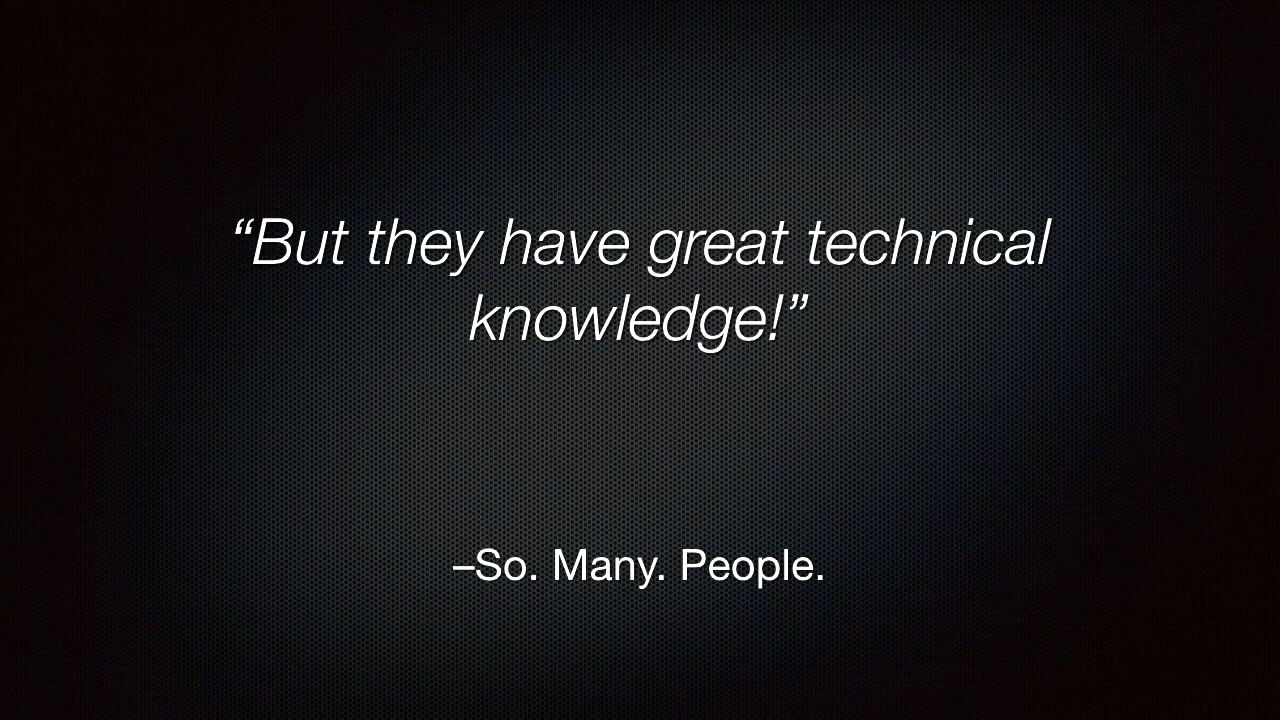 “But they have great technical
knowledge!”
–So. Many. People.